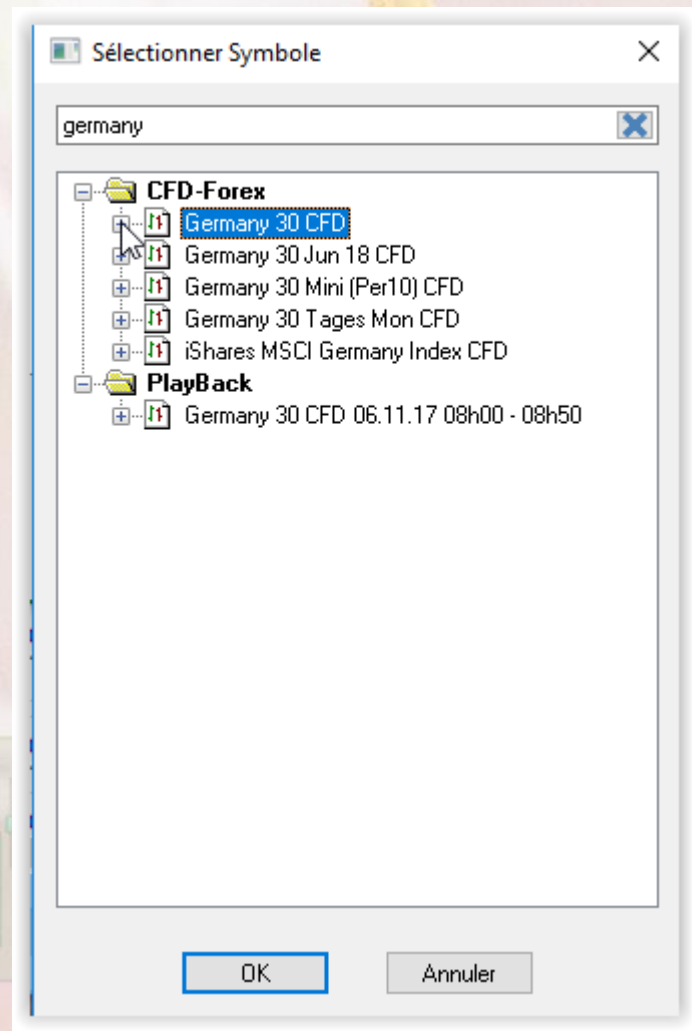 Sélectionner Symbole
germany
CFD-Forex
Germany 30 CFD
Germany 30 Jun 18 CFD
Germany 30 Mini (Per10) CFD
Germany 30 Tages Mon CFD
iShares MSCI Germany Index CFD
PlayBack
Germany 30 CFD 06.11.17 08h00 - 08h50
OK Annuler